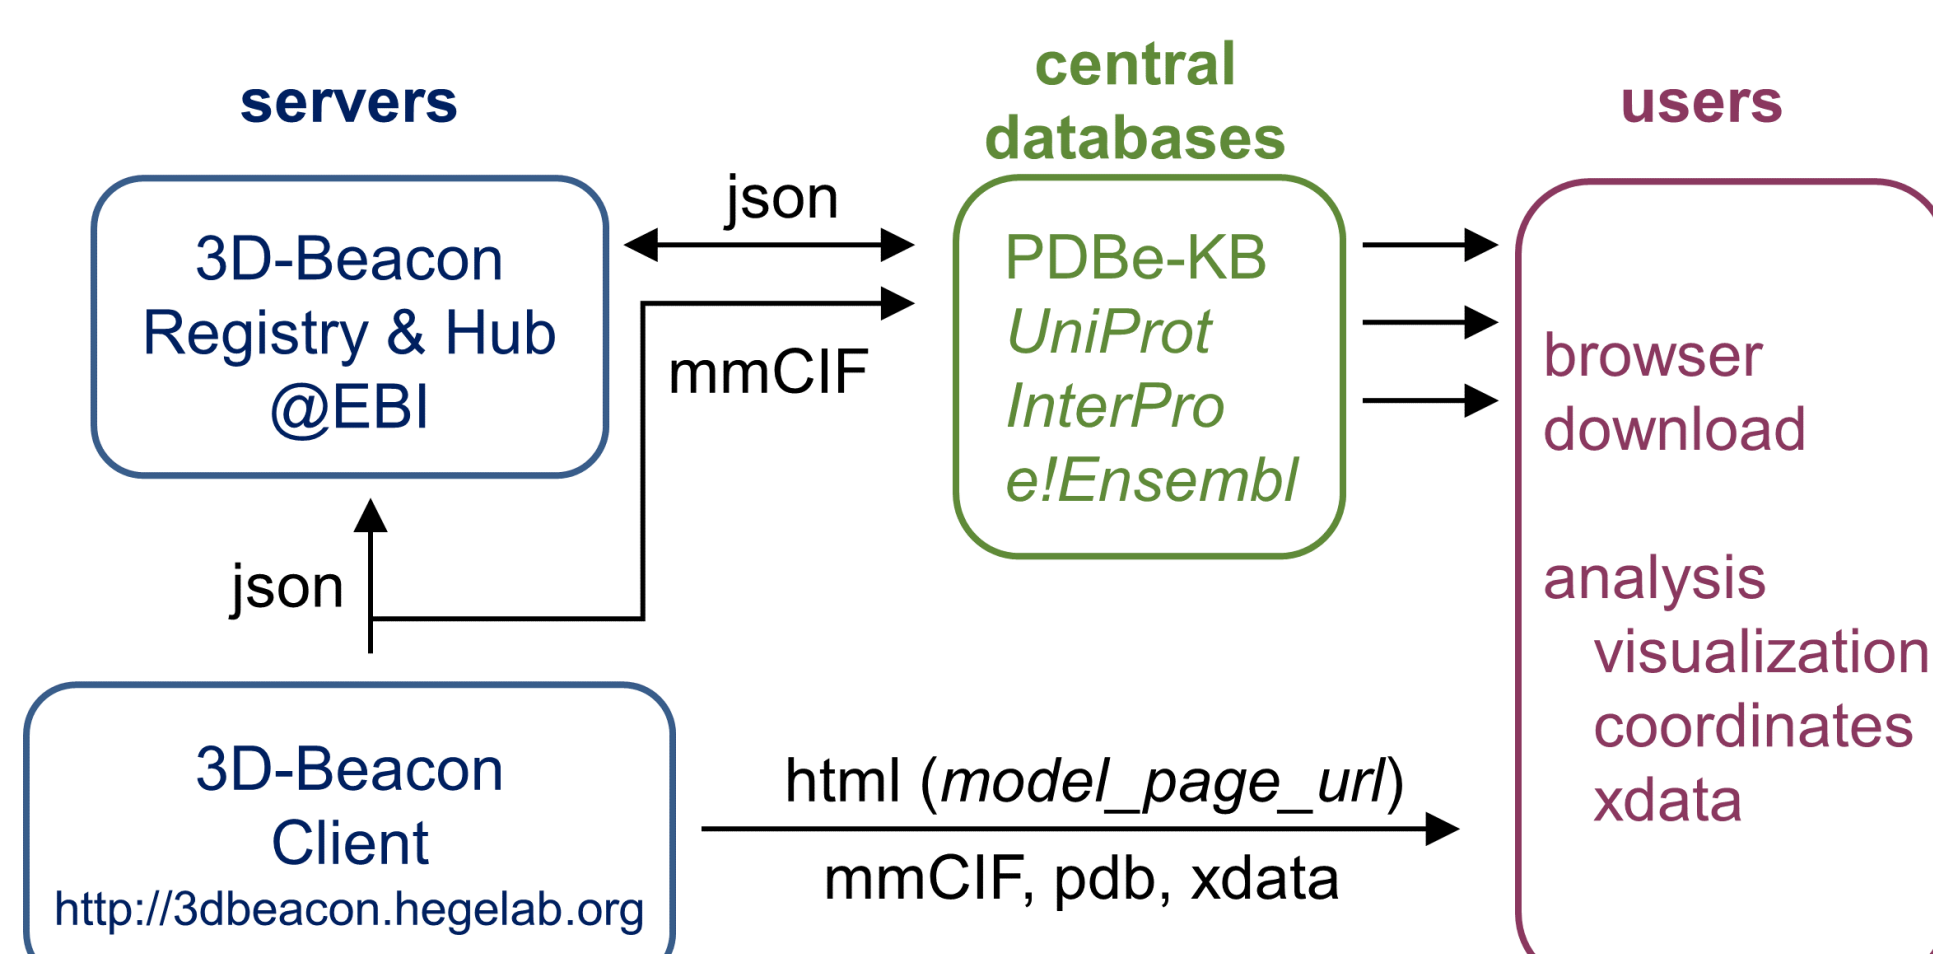 servers
3D-Beacon
Registry & Hub
@EBI
json
mmCIF
central
databases
PDBe-KB
UniProt
InterPro
e!Ensembl
users
browser
download
analysis
visualization
coordinates
xdata
json
3D-Beacon
Client
http://3dbeacon.hegelab.org
html (model_page_url)
mmCIF, pdb, xdata